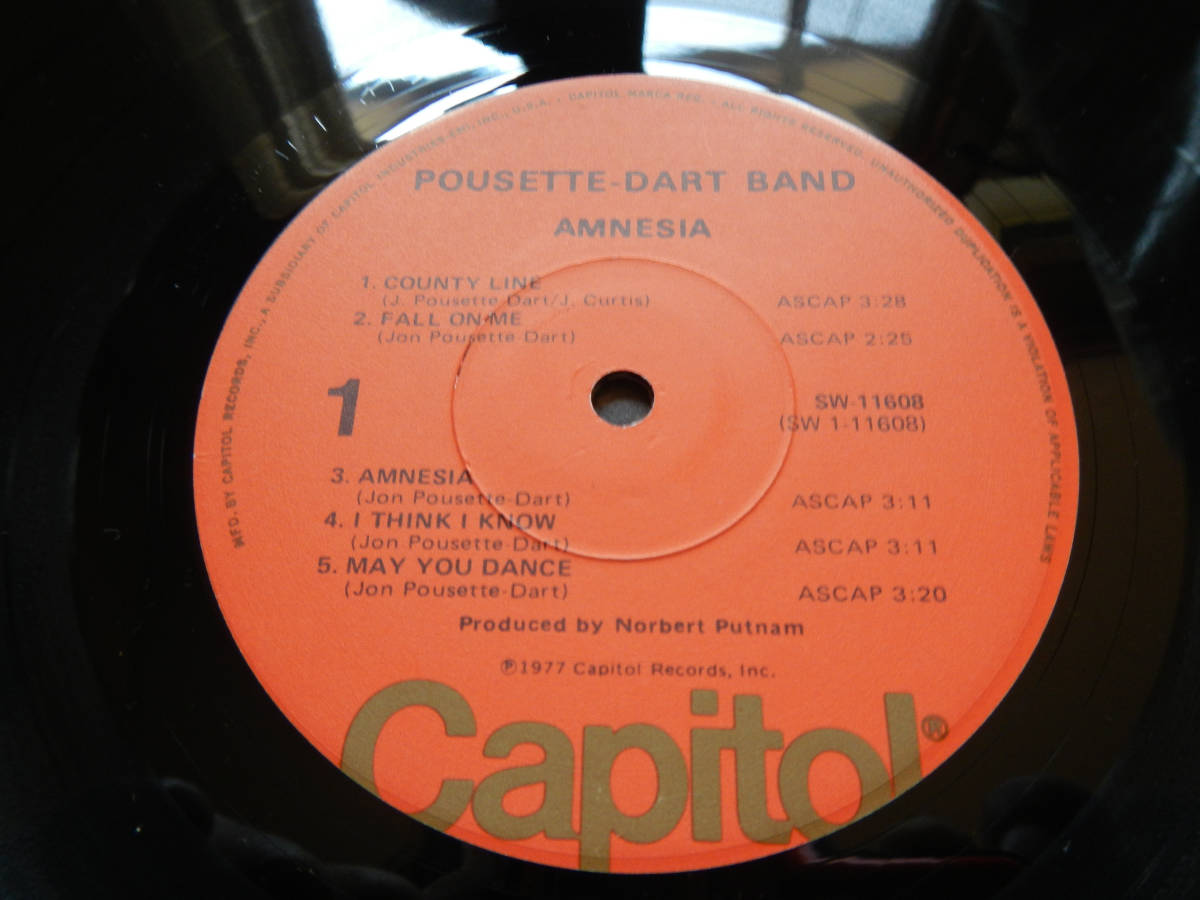 MFG. BY CAPITOL RECORDS, INC., A SUBSIDIARY OF CAPITOL INDUSTRIES-EMI, INC., U.S.A. · CAPITOL MARCA REG. · ALL RIGHTS RESERVED. UNAUTHORIZED DUPLICATION IS A VIOLATION OF APPLICABLE LAWS
POUSETTE-DART BAND
AMNESIA
1. COUNTY LINE
(J. Pousette-Dart/J. Curtis) ASCAP 3:28
2. FALL ON ME
(Jon Pousette-Dart) ASCAP 2:25
1
SW-11608
(SW 1-11608)
3. AMNESIA
(Jon Pousette-Dart) ASCAP 3:11
4. I THINK I KNOW
(Jon Pousette-Dart) ASCAP 3:11
5. MAY YOU DANCE
(Jon Pousette-Dart) ASCAP 3:20
Produced by Norbert Putnam
℗1977 Capitol Records, Inc.
Capitol®